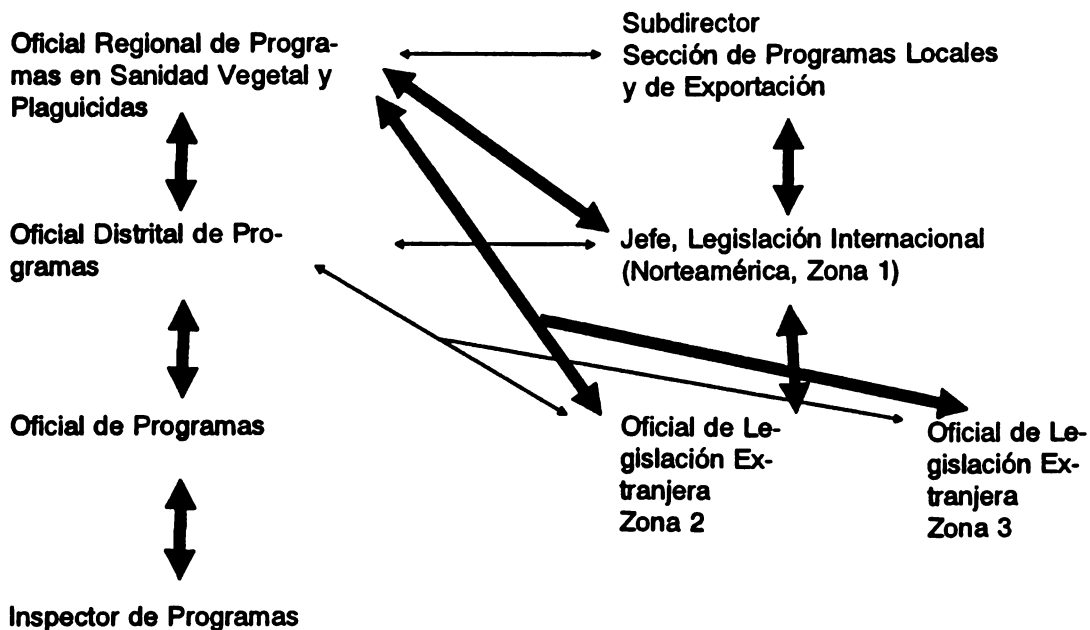 Oficial Regional de Progra-
mas en Sanidad Vegetal y
Plaguicidas
Subdirector
Sección de Programas Locales
y de Exportación
Oficial Distrital de Pro-
gramas
Jefe, Legislación Internacional
(Norteamérica, Zona 1)
Oficial de Programas
Oficial de Le-
gislación Ex-
tranjera
Zona 2
Oficial de Le-
gislación Ex-
tranjera
Zona 3
Inspector de Programas